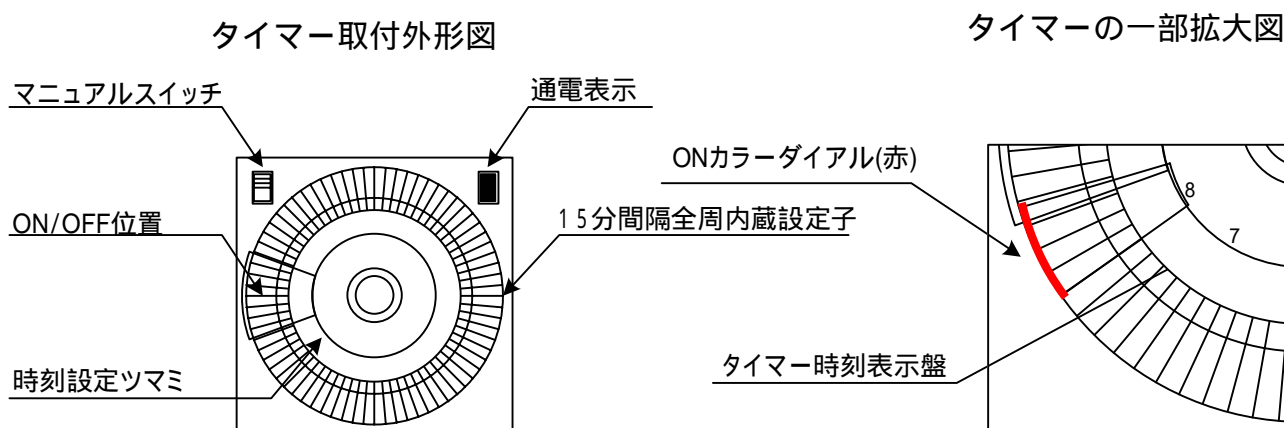 タイマー取付外形図
タイマーの一部拡大図
マニュアルスイッチ
通電表示
ONカラーダイアル(赤)
ON/OFF位置
15分間隔全周内蔵設定子
8
7
タイマー時刻表示盤
時刻設定ツマミ